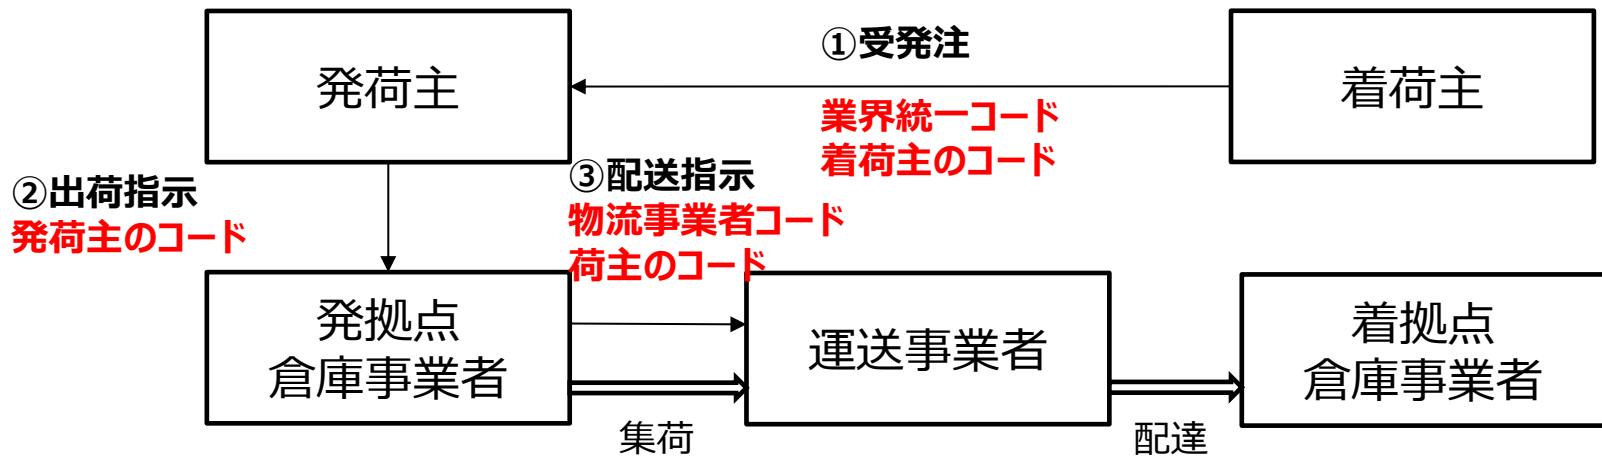 発荷主
①受発注
業界統一コード
着荷主のコード
着荷主
②出荷指示
発荷主のコード
③配送指示
物流事業者コード
荷主のコード
発拠点
倉庫事業者
運送事業者
着拠点
倉庫事業者
集荷
配達